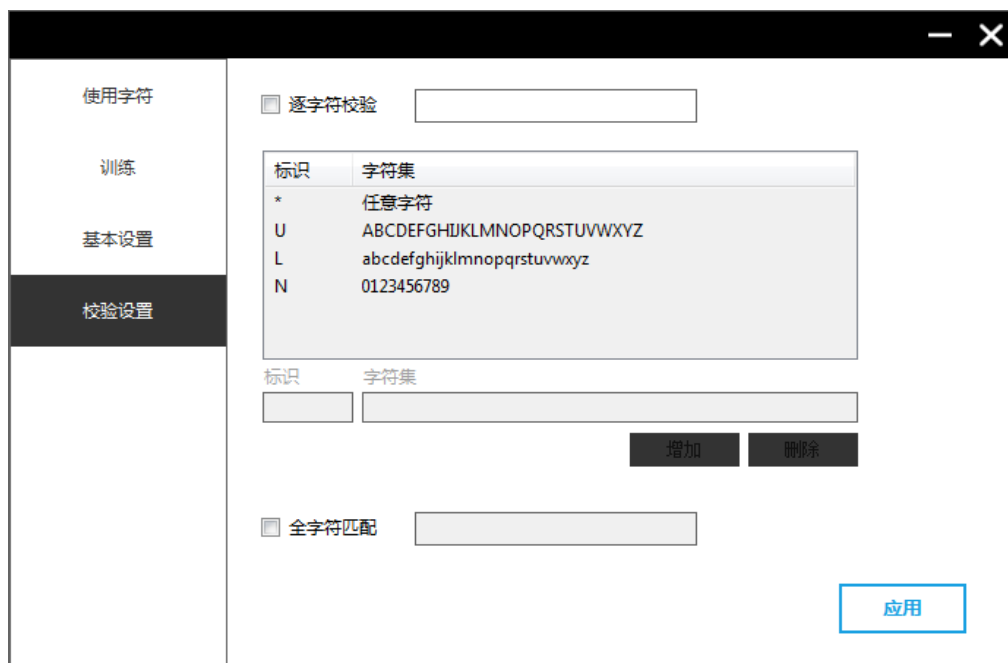 使用字符
训练
基本设置
校验设置
逐字符校验
标识 字符集
* 任意字符
U ABCDEFGHIJKLMNOPQRSTUVWXYZ
L abcdefghijklmnopqrstuvwxyz
N 0123456789
标识 字符集
增加 删除
全字符匹配
应用